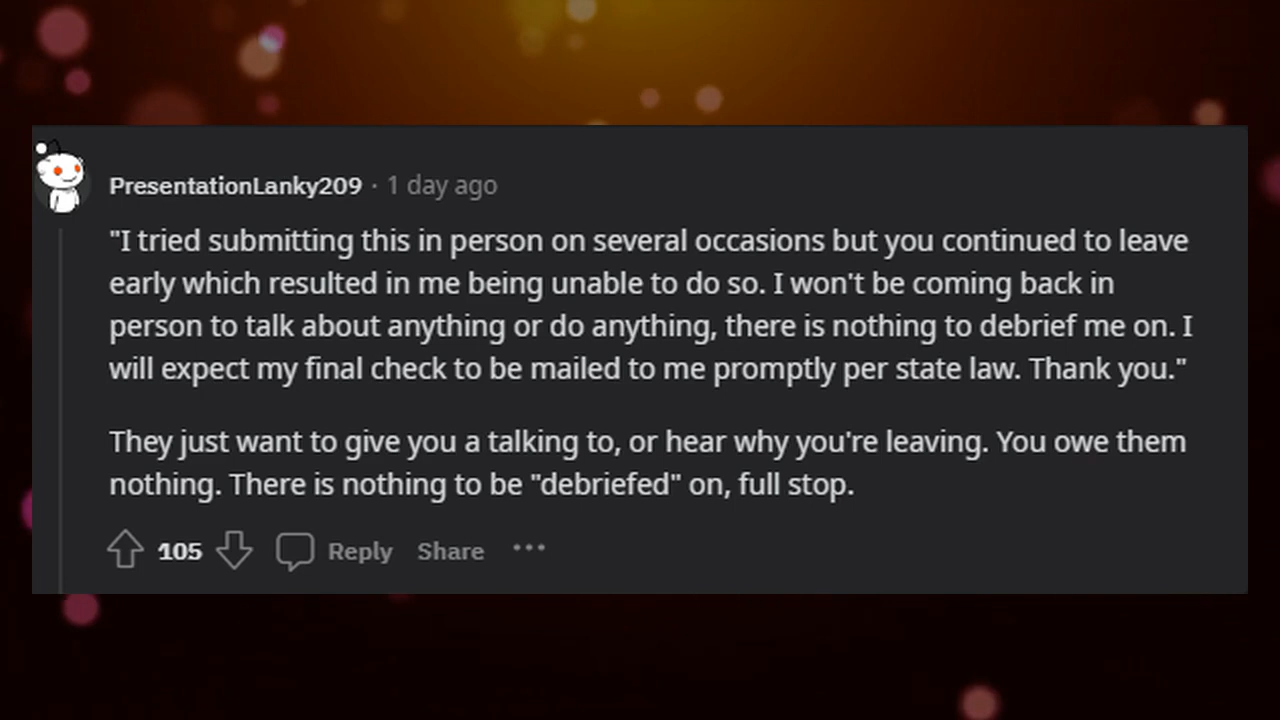 PresentationLanky209 · 1 day ago
"I tried submitting this in person on several occasions but you continued to leave
early which resulted in me being unable to do so. I won't be coming back in
person to talk about anything or do anything, there is nothing to debrief me on. I
will expect my final check to be mailed to me promptly per state law. Thank you."
They just want to give you a talking to, or hear why you're leaving. You owe them
nothing. There is nothing to be "debriefed" on, full stop.
105 Reply Share ···